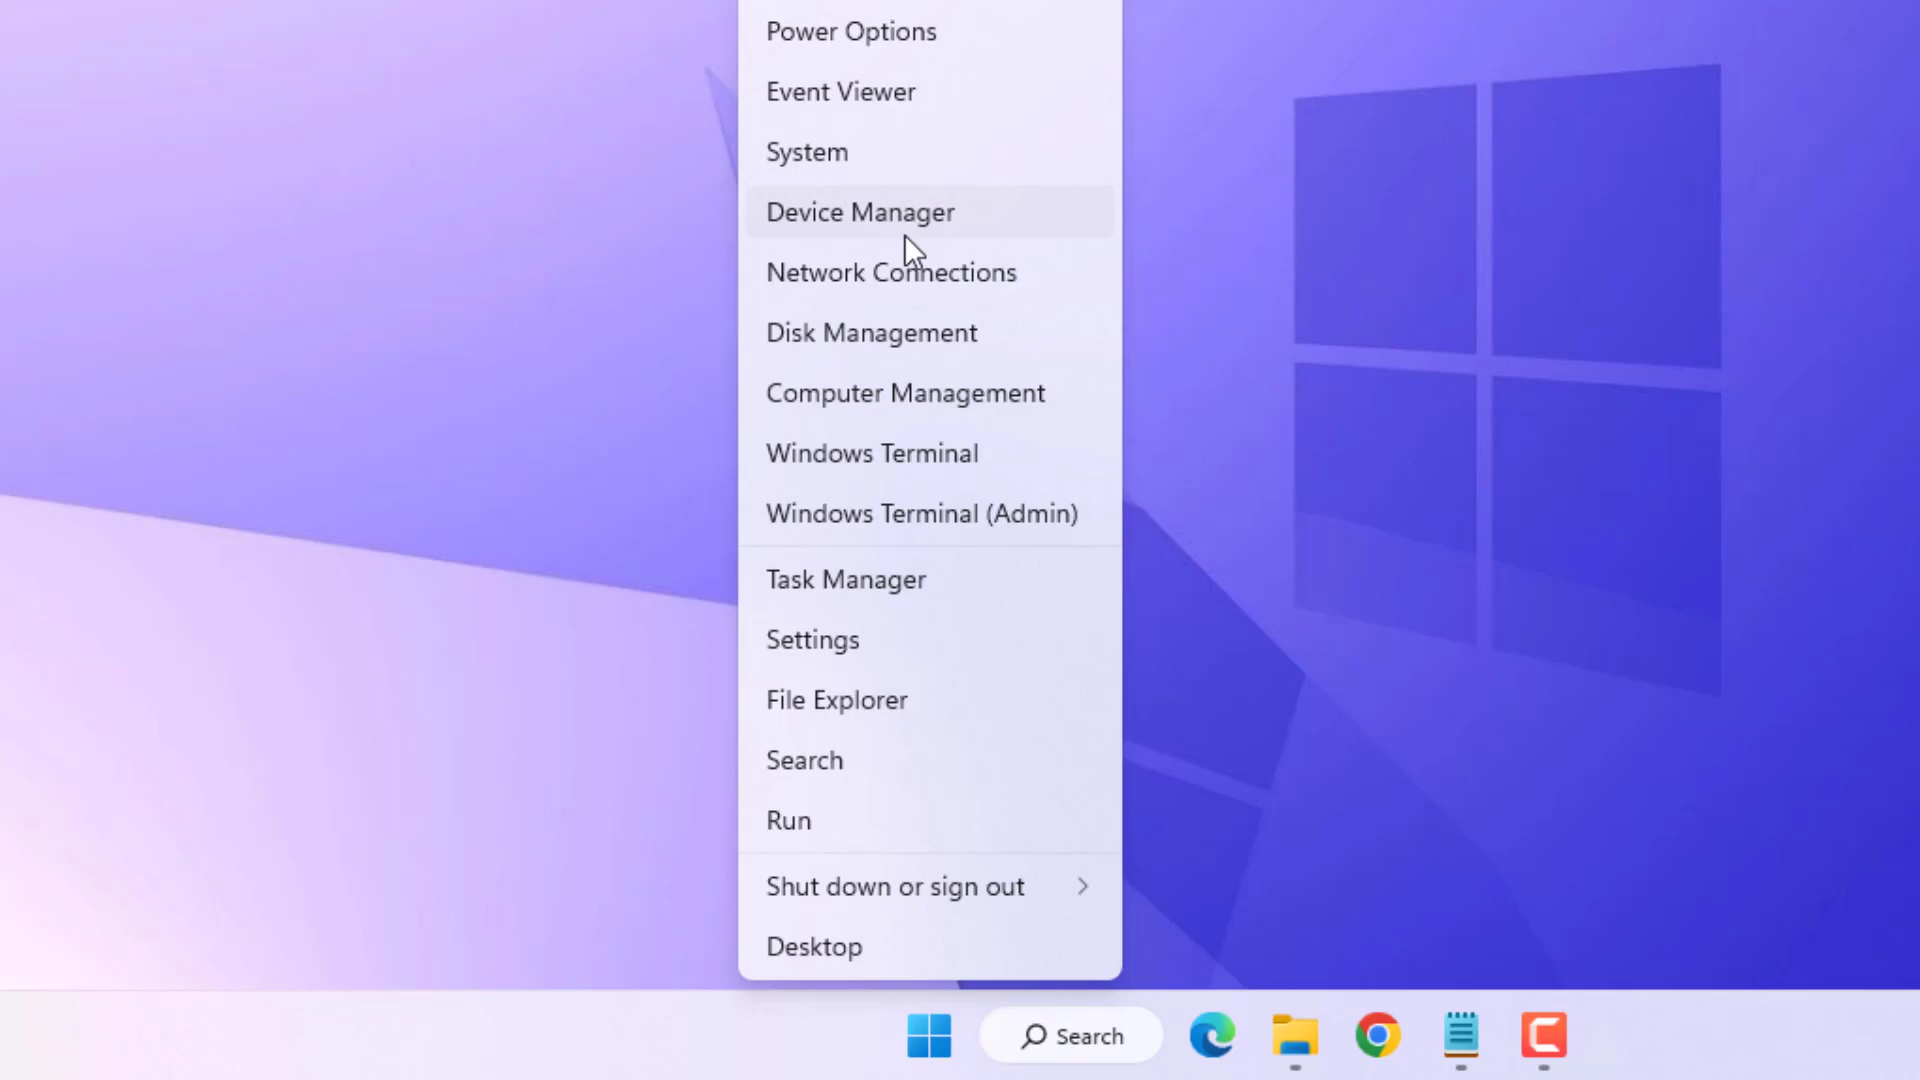 Power Options
Event Viewer
System
Device Manager
Network Connections
Disk Management
Computer Management
Windows Terminal
Windows Terminal (Admin)
Task Manager
Settings
File Explorer
Search
Run
Shut down or sign out
Desktop
Search